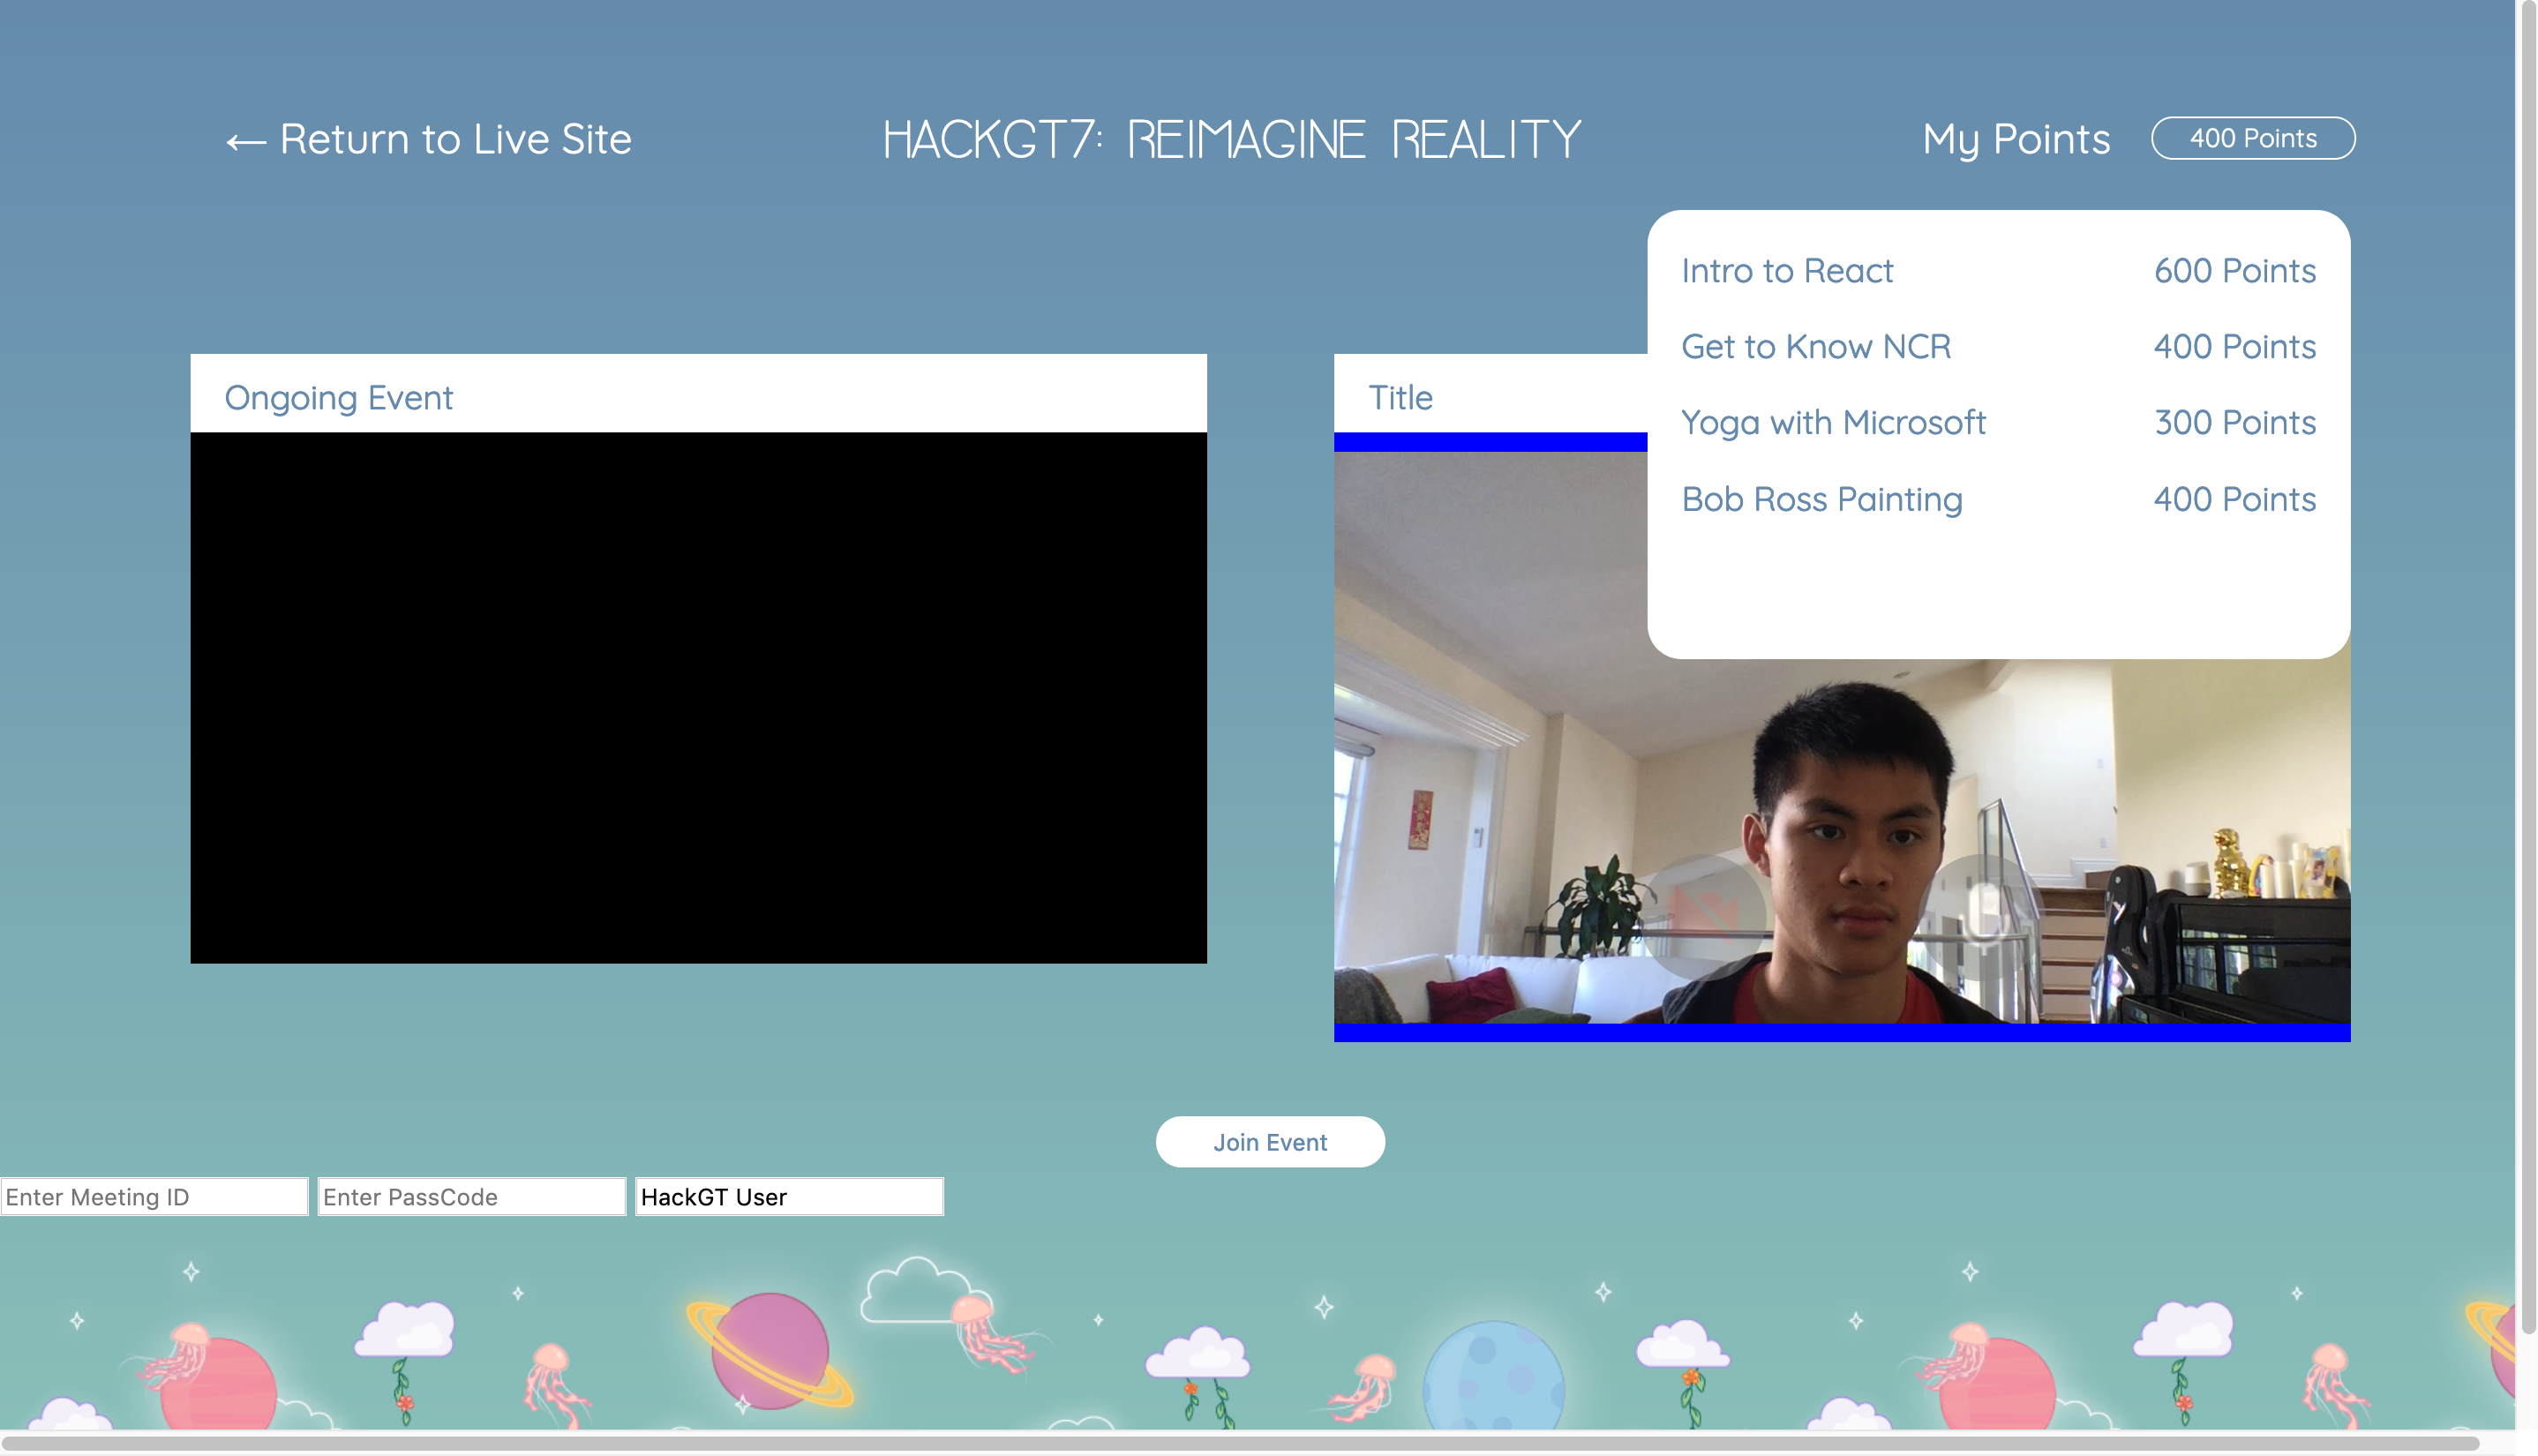 ← Return to Live Site
HACKGT7: REIMAGINE REALITY
My Points
400 Points
Intro to React 600 Points
Get to Know NCR 400 Points
Yoga with Microsoft 300 Points
Bob Ross Painting 400 Points
Ongoing Event
Title
Join Event
Enter Meeting ID
Enter PassCode
HackGT User